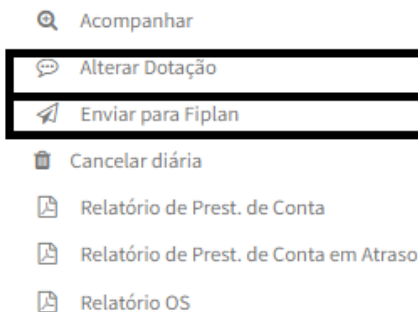 Acompanhar
Alterar Dotação
Enviar para Fiplan
Cancelar diária
Relatório de Prest. de Conta
Relatório de Prest. de Conta em Atraso
Relatório OS